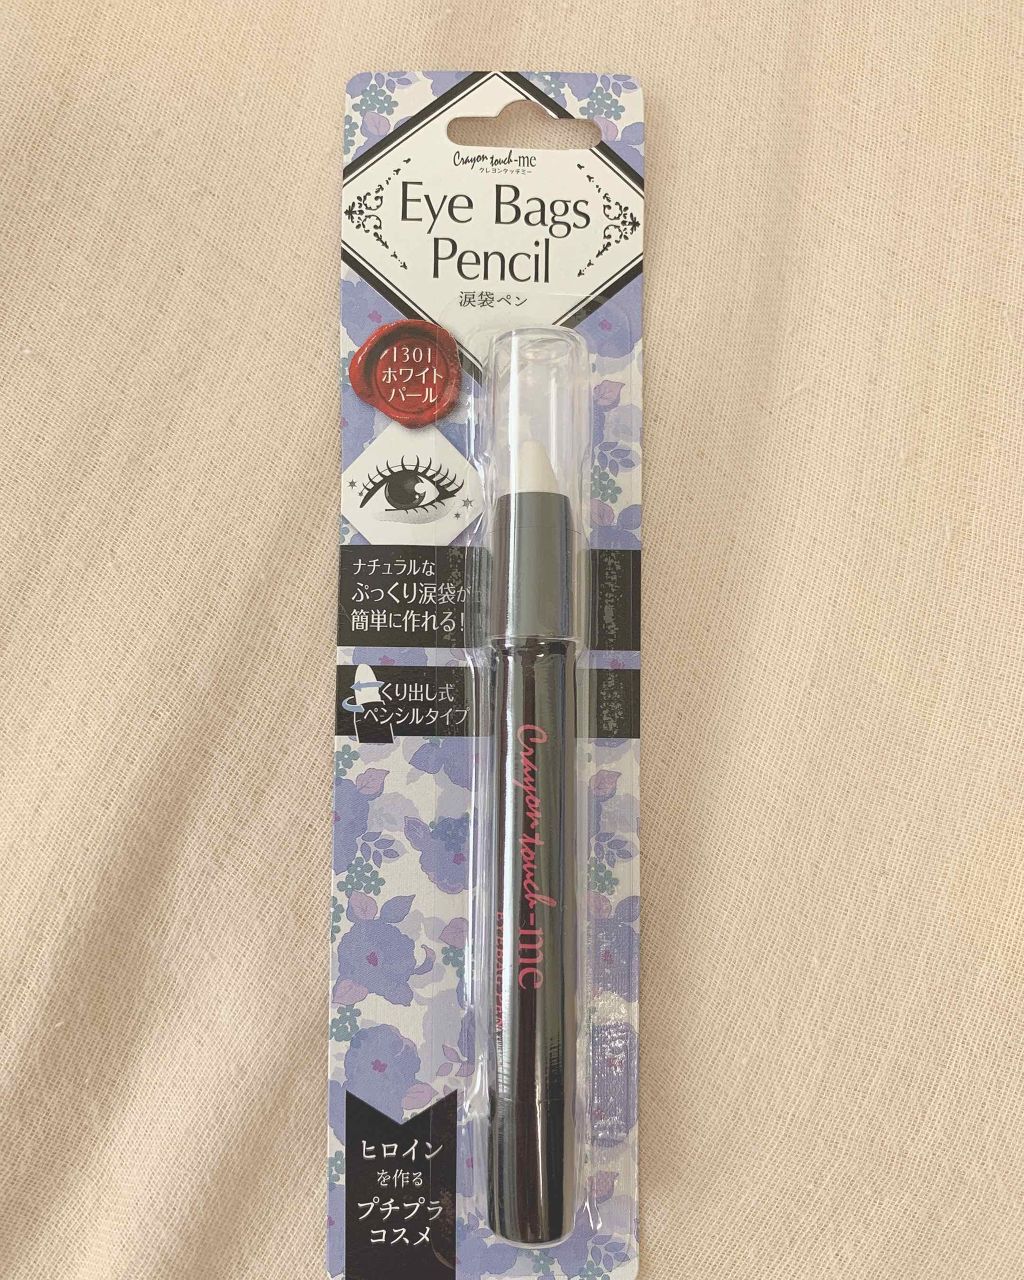 Crayon touch-me
クレヨンタッチミー
Eye Bags
Pencil
涙袋ペン
1301
ホワイト
パール
ナチュラルな
ぷっくり涙袋が
簡単に作れる!
くり出し式
ペンシルタイプ
Crayon touch-me
ヒロイン
を作る
プチプラ
コスメ